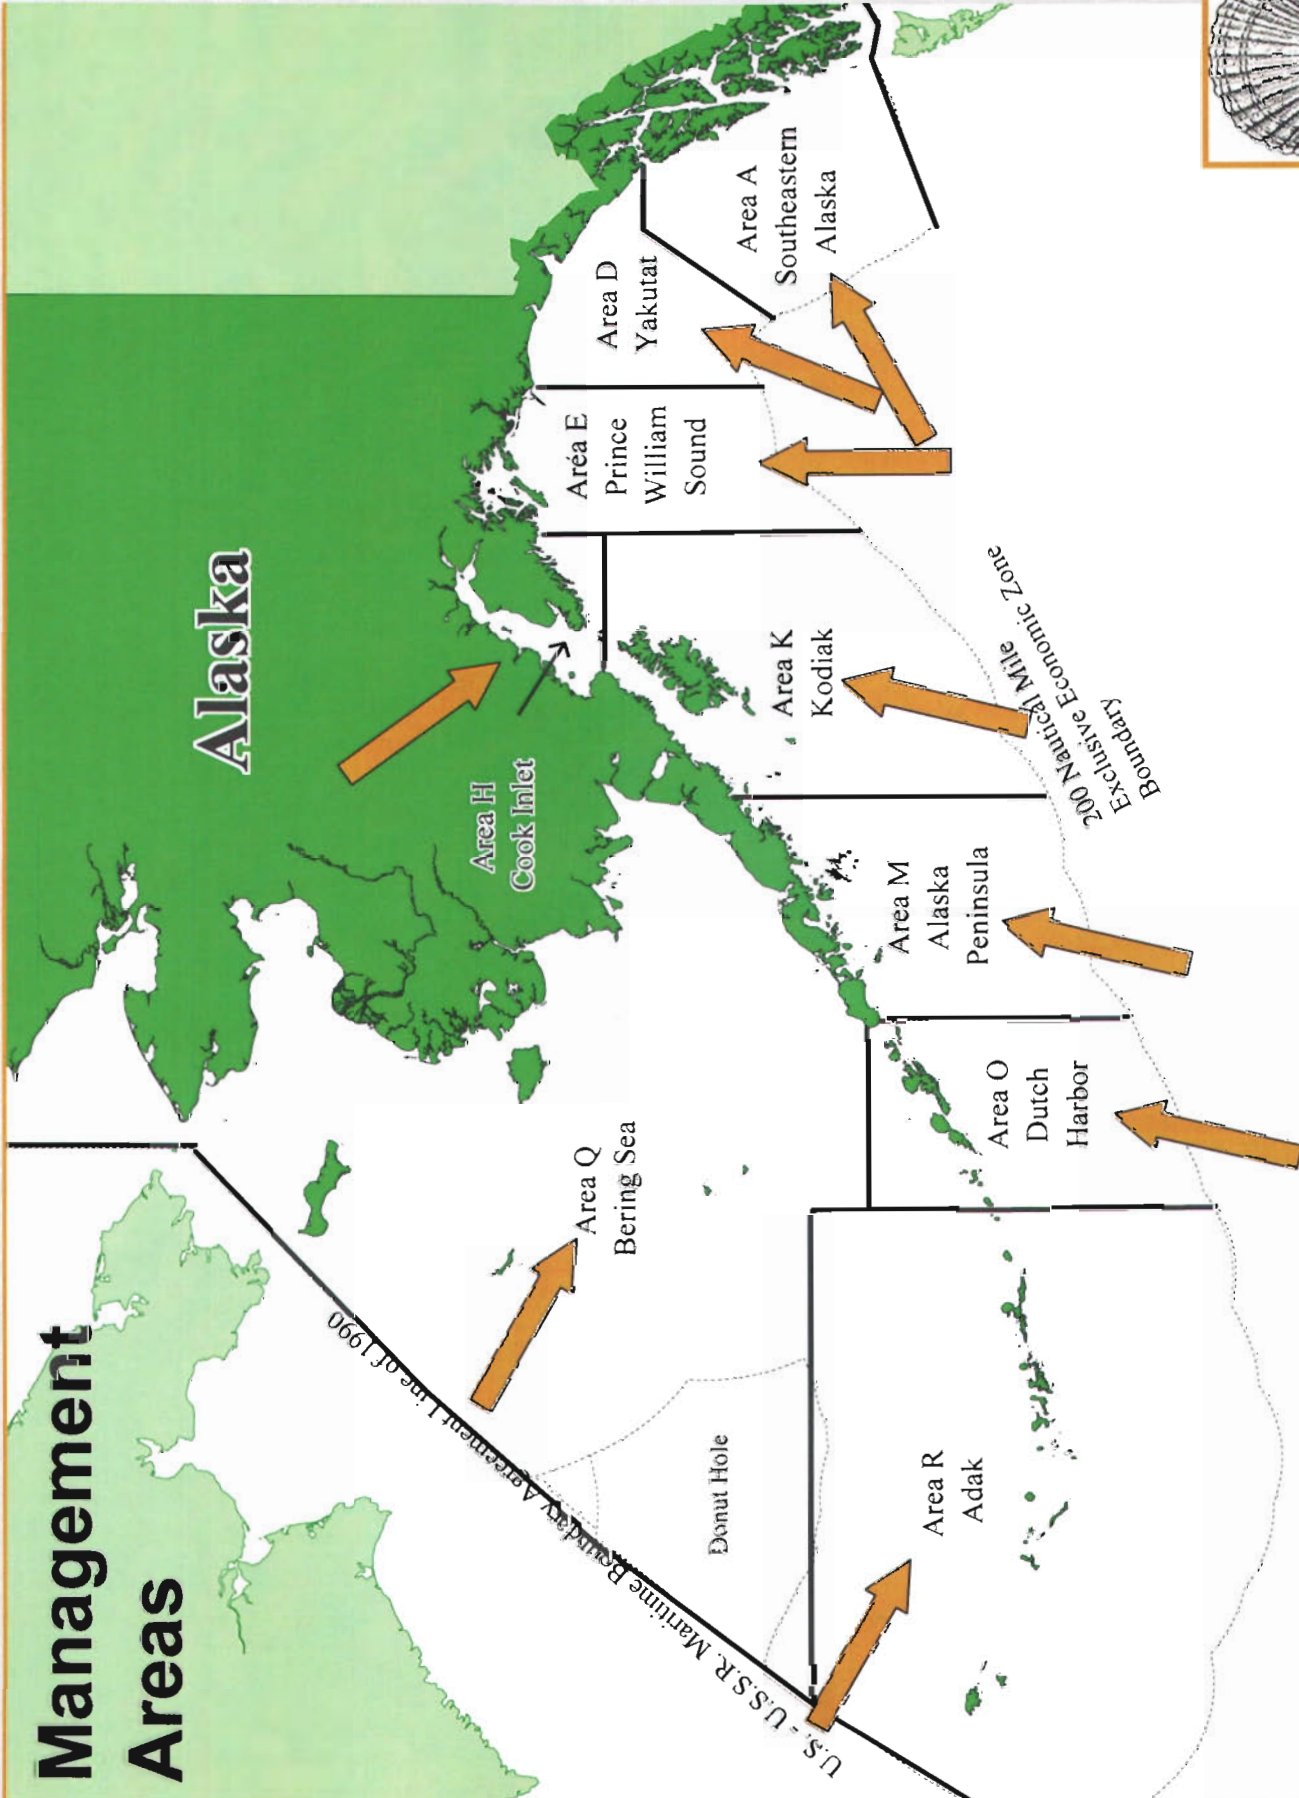 Management
Areas
Alaska
Area Q
Bering Sea
Area H
Cook Inlet
Donut Hole
U.S. - U.S.S.R. Maritime Boundary Agreement Line of 1990
Area R
Adak
Area O
Dutch
Harbor
Area M
Alaska
Peninsula
Area K
Kodiak
Aréa E
Prince
William
Sound
Area D
Yakutat
Area A
Southeastern
Alaska
200 Nautical Mile
Exclusive Economic Zone
Boundary